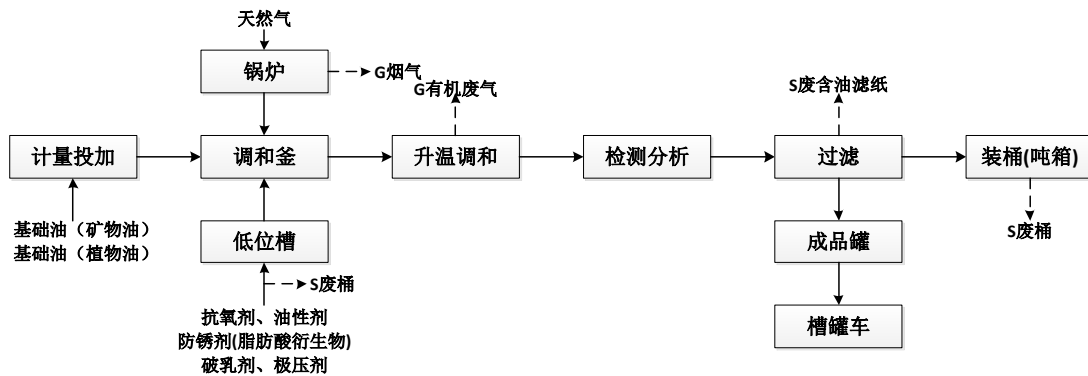 天然气
锅炉
G烟气
G有机废气
S废含油滤纸
计量投加
调和釜
升温调和
检测分析
过滤
装桶(吨箱)
基础油（矿物油）
基础油（植物油）
低位槽
成品罐
S废桶
S废桶
抗氧剂、油性剂
防锈剂(脂肪酸衍生物)
破乳剂、极压剂
槽罐车